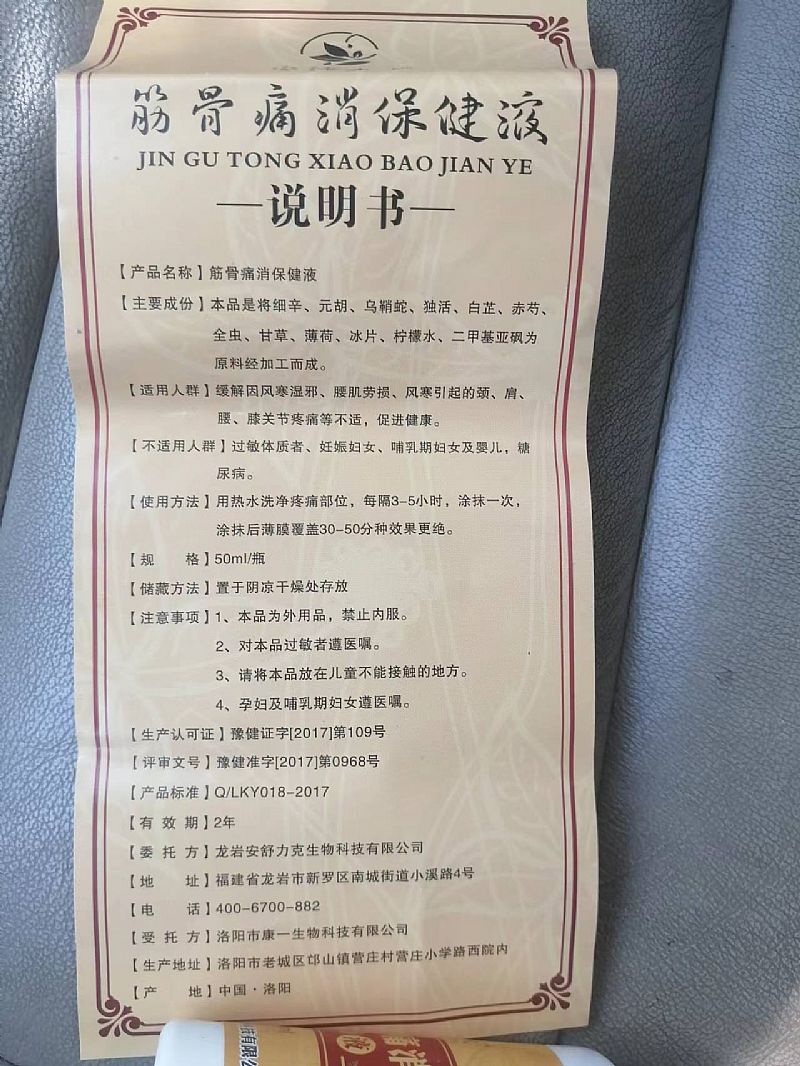 筋骨痛消保健液
JIN GU TONG XIAO BAO JIAN YE
—说明书—
【产品名称】筋骨痛消保健液
【主要成份】本品是将细辛、元胡、乌鞘蛇、独活、白芷、赤芍、
全虫、甘草、薄荷、冰片、柠檬水、二甲基亚砜为
原料经加工而成。
【适用人群】缓解因风寒湿邪、腰肌劳损、风寒引起的颈、肩、
腰、膝关节疼痛等不适，促进健康。
【不适用人群】过敏体质者、妊娠妇女、哺乳期妇女及婴儿，糖
尿病。
【使用方法】用热水洗净疼痛部位，每隔3-5小时，涂抹一次，
涂抹后薄膜覆盖30-50分种效果更绝。
【规 格】50ml/瓶
【储藏方法】置于阴凉干燥处存放
【注意事项】1、本品为外用品，禁止内服。
2、对本品过敏者遵医嘱。
3、请将本品放在儿童不能接触的地方。
4、孕妇及哺乳期妇女遵医嘱。
【生产认可证】豫健证字[2017]第109号
【评审文号】豫健准字[2017]第0968号
【产品标准】Q/LKY018-2017
【有 效 期】2年
【委 托 方】龙岩安舒力克生物科技有限公司
【地 址】福建省龙岩市新罗区南城街道小溪路4号
【电 话】400-6700-882
【受 托 方】洛阳市康一生物科技有限公司
【生产地址】洛阳市老城区邙山镇营庄村营庄小学路西院内
【产 地】中国·洛阳